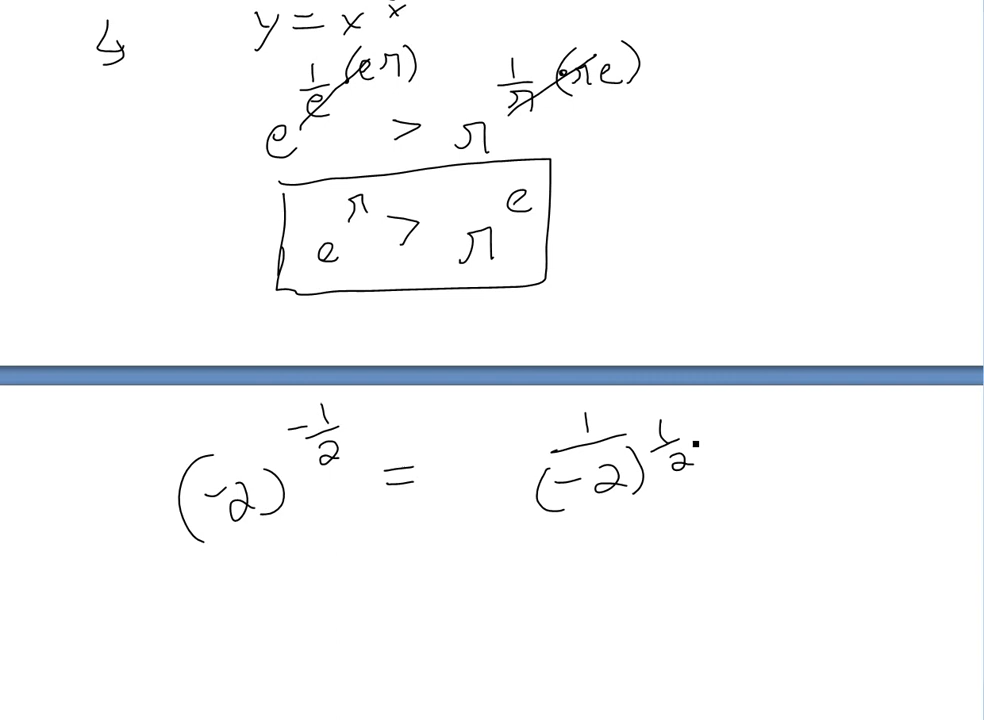 ↳ y = x^x
e^(1/e (eπ)) > π^(1/π (πe))
e^π > π^e
(-2)^(-1/2) = 1/(-2)^(1/2)